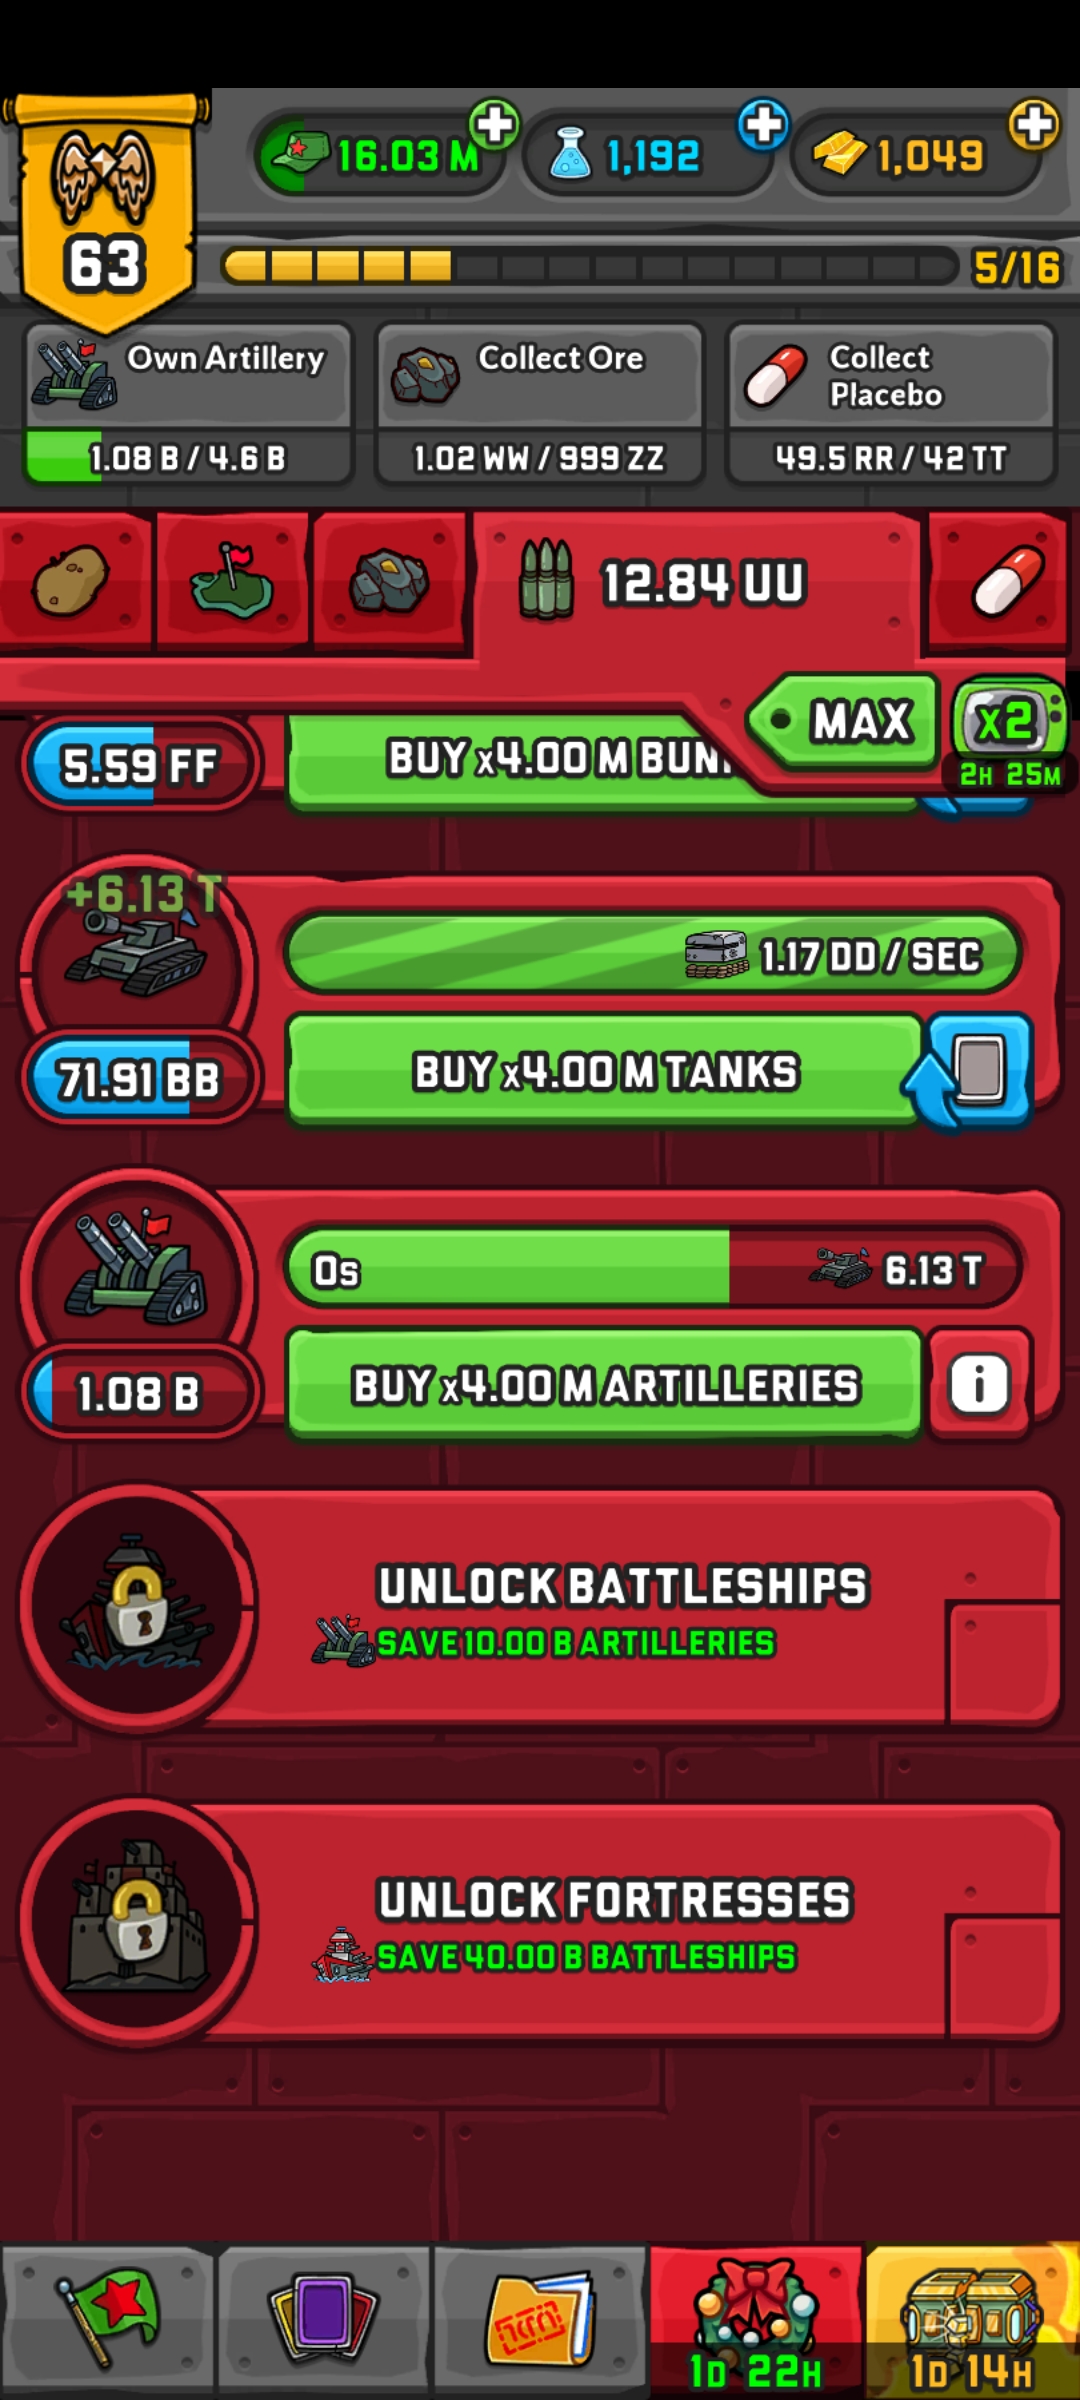 16.03 M
1,192
1,049
63
5/16
Own Artillery
1.08 B / 4.6 B
Collect Ore
1.02 WW / 999 ZZ
Collect
Placebo
49.5 RR / 42 TT
12.84 UU
MAX
x2
2H 25M
5.59 FF
BUY x4.00 M
+6.13 T
1.17 DD / SEC
71.91 BB
BUY x4.00 M TANKS
0s
6.13 T
1.08 B
BUY x4.00 M ARTILLERIES
i
UNLOCK BATTLESHIPS
SAVE 10.00 B ARTILLERIES
UNLOCK FORTRESSES
SAVE 40.00 B BATTLESHIPS
1D 22H
1D 14H